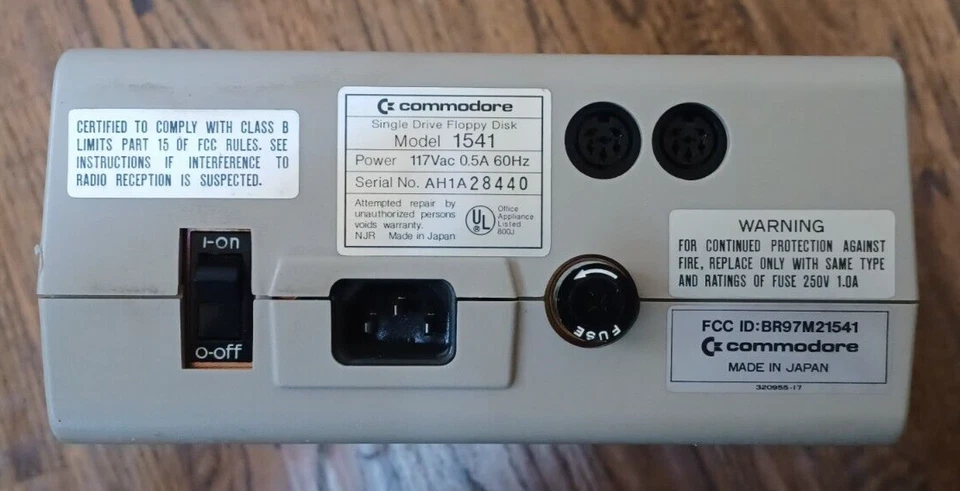 CERTIFIED TO COMPLY WITH CLASS B
LIMITS PART 15 OF FCC RULES. SEE
INSTRUCTIONS IF INTERFERENCE TO
RADIO RECEPTION IS SUSPECTED.
commodore
Single Drive Floppy Disk
Model 1541
Power 117Vac 0.5A 60Hz
Serial No. AH1A28440
Attempted repair by
unauthorized persons
voids warranty.
NJR Made in Japan
UL
Office
Appliance
Listed
800J
WARNING
FOR CONTINUED PROTECTION AGAINST
FIRE, REPLACE ONLY WITH SAME TYPE
AND RATINGS OF FUSE 250V 1.0A
I-on
o-off
FUSE
FCC ID:BR97M21541
commodore
MADE IN JAPAN
320955-17